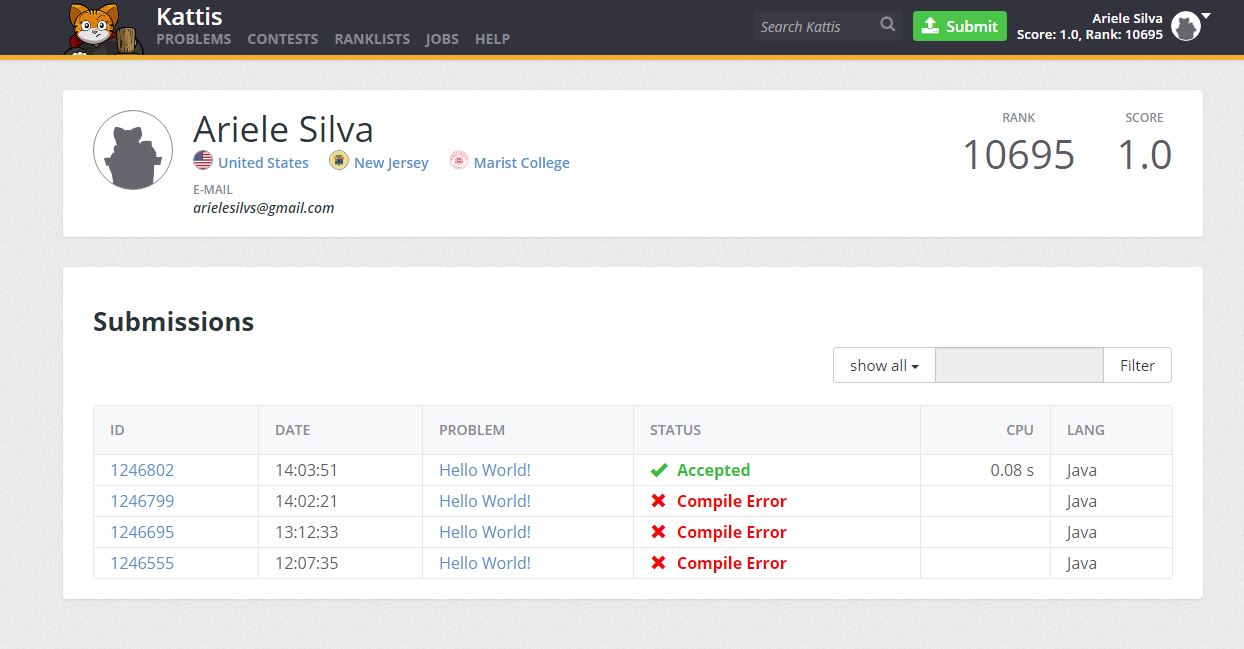 Kattis
PROBLEMS CONTESTS RANKLISTS JOBS HELP
Search Kattis
Submit
Ariele Silva
Score: 1.0, Rank: 10695
Ariele Silva
United States New Jersey Marist College
E-MAIL
arielesilvs@gmail.com
RANK SCORE
10695 1.0
Submissions
show all Filter
ID DATE PROBLEM STATUS CPU LANG
1246802 14:03:51 Hello World! Accepted 0.08 s Java
1246799 14:02:21 Hello World! Compile Error Java
1246695 13:12:33 Hello World! Compile Error Java
1246555 12:07:35 Hello World! Compile Error Java